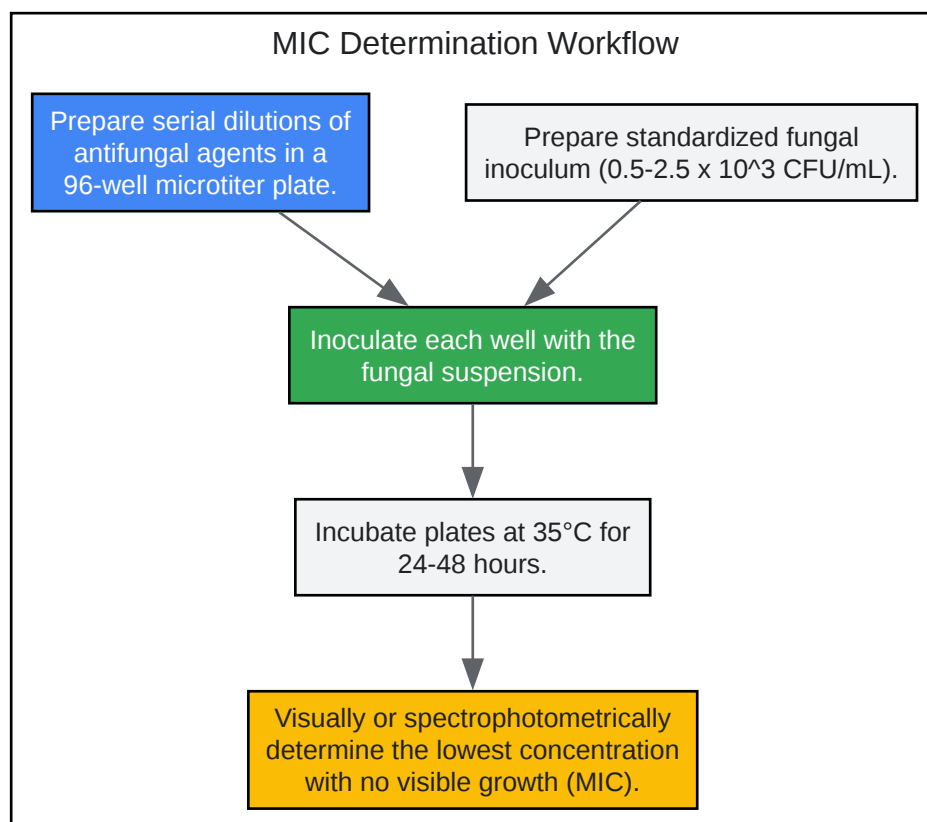 MIC Determination Workflow
Prepare serial dilutions of
antifungal agents in a
96-well microtiter plate.
Prepare standardized fungal
inoculum (0.5-2.5 x 10^3 CFU/mL).
Inoculate each well with the
fungal suspension.
Incubate plates at 35°C for
24-48 hours.
Visually or spectrophotometrically
determine the lowest concentration
with no visible growth (MIC).